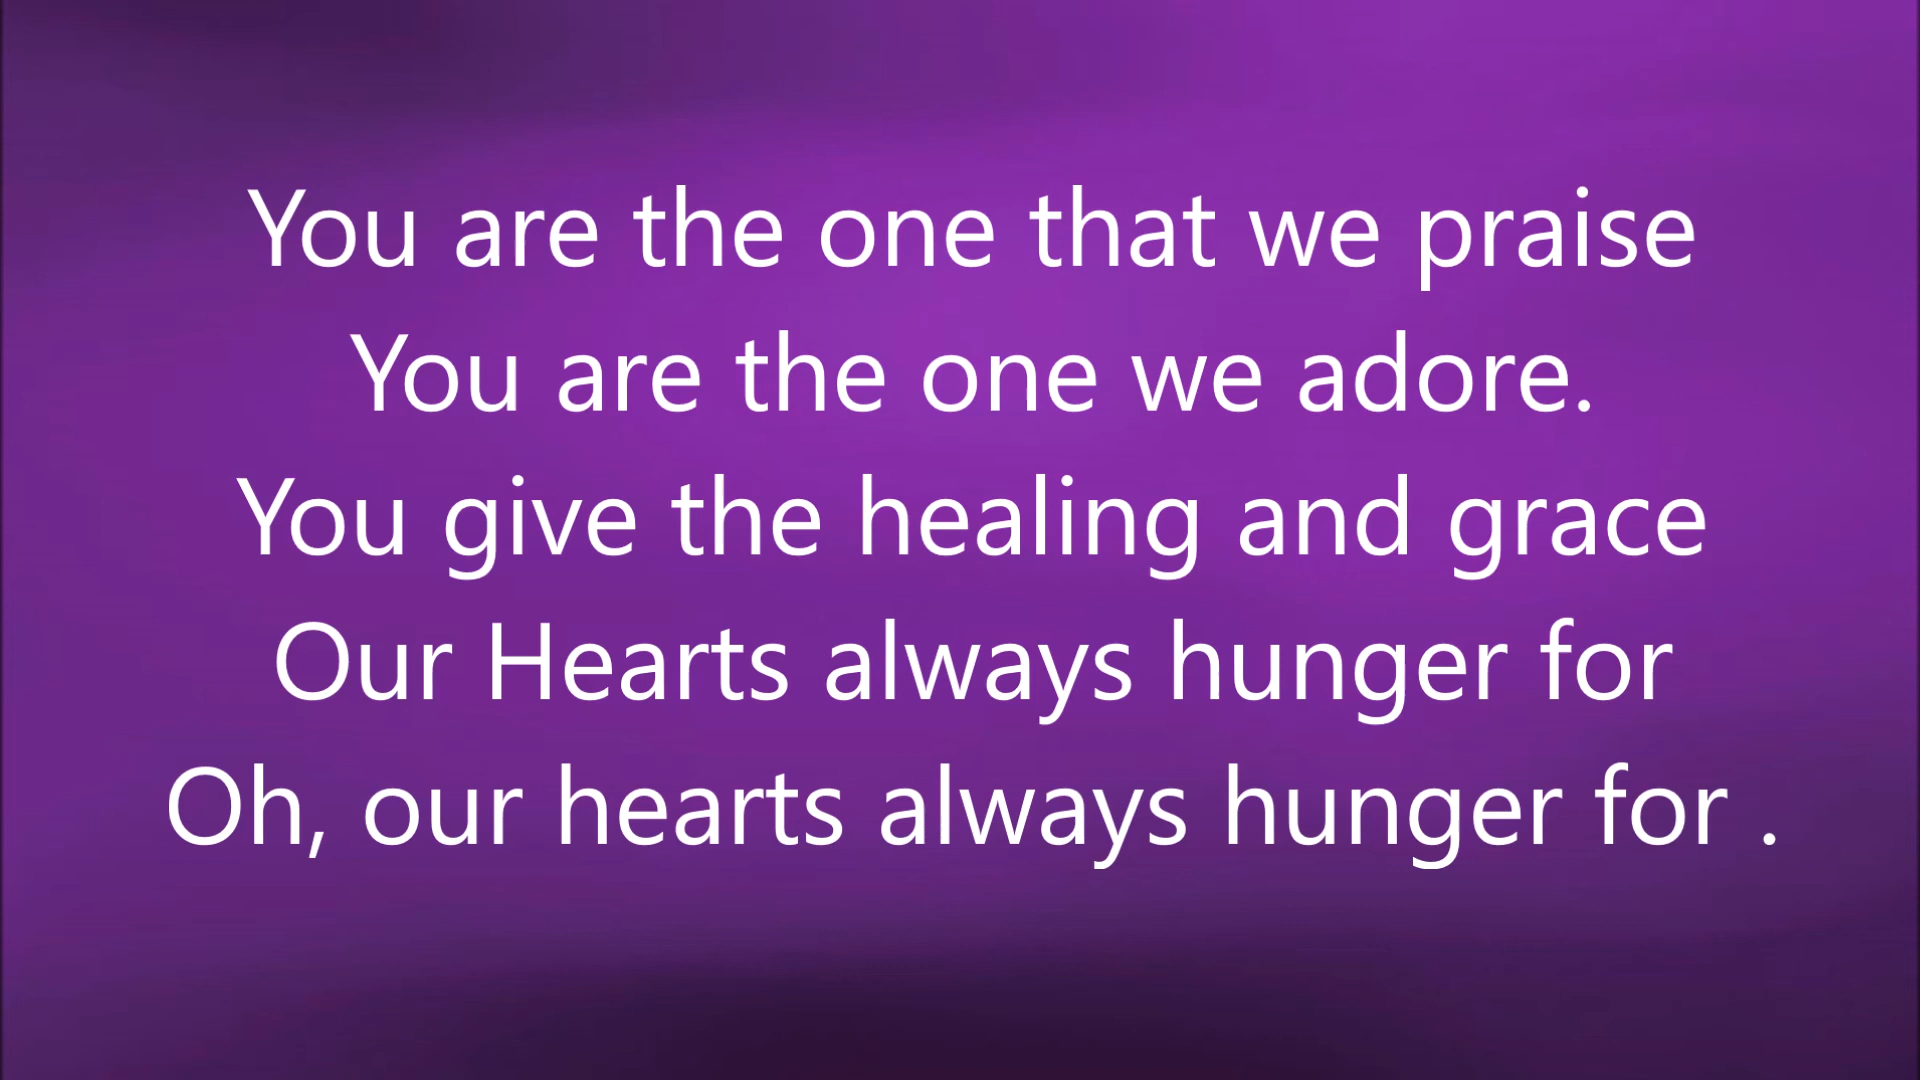 You are the one that we praise
You are the one we adore.
You give the healing and grace
Our Hearts always hunger for
Oh, our hearts always hunger for .